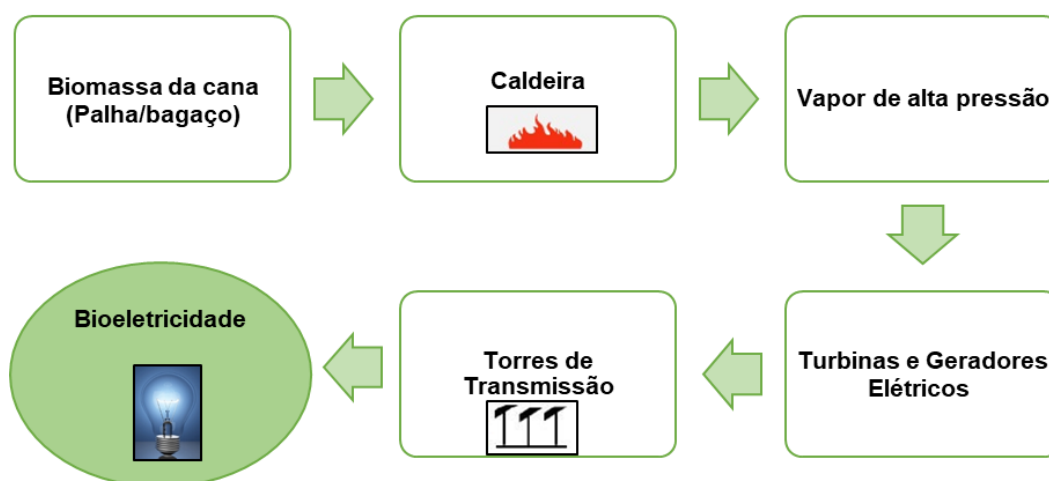 Biomassa da cana
(Palha/bagaço)
Caldeira
Vapor de alta pressão
Turbinas e Geradores
Elétricos
Torres de
Transmissão
Bioeletricidade